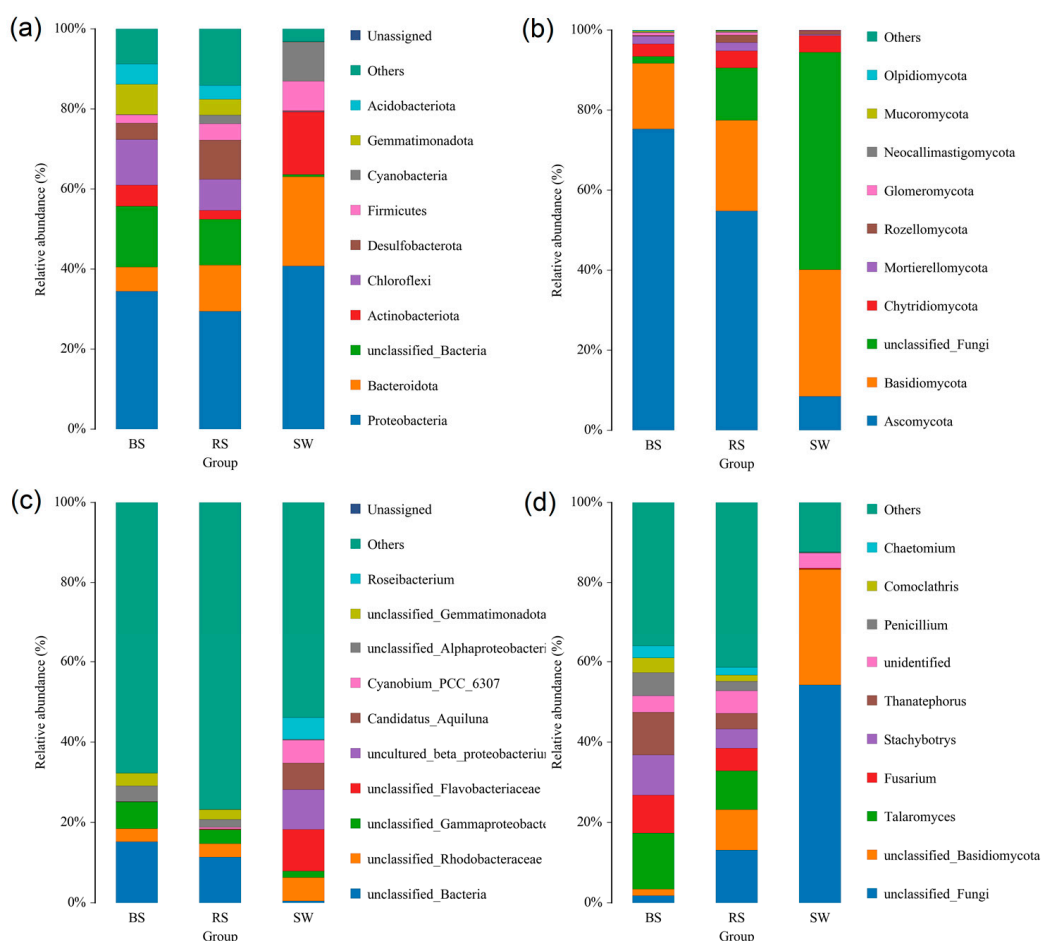 (a)
100%
80%
60%
40%
20%
0%
Relative abundance (%)
BS
RS
SW
Group
Unassigned
Others
Acidobacteriota
Gemmatimonadota
Cyanobacteria
Firmicutes
Desulfobacterota
Chloroflexi
Actinobacteriota
unclassified_Bacteria
Bacteroidota
Proteobacteria
(b)
100%
80%
60%
40%
20%
0%
Relative abundance (%)
BS
RS
SW
Group
Others
Olpidiomycota
Mucoromycota
Neocallimastigomycota
Glomeromycota
Rozellomycota
Mortierellomycota
Chytridiomycota
unclassified_Fungi
Basidiomycota
Ascomycota
(c)
100%
80%
60%
40%
20%
0%
Relative abundance (%)
BS
RS
SW
Group
Unassigned
Others
Roseibacterium
unclassified_Gemmatimonadota
unclassified_Alphaproteobacteri
Cyanobium_PCC_6307
Candidatus_Aquiluna
uncultured_beta_proteobacteriun
unclassified_Flavobacteriaceae
unclassified_Gammaproteobacte
unclassified_Rhodobacteraceae
unclassified_Bacteria
(d)
100%
80%
60%
40%
20%
0%
Relative abundance (%)
BS
RS
SW
Group
Others
Chaetomium
Comoclathris
Penicillium
unidentified
Thanatephorus
Stachybotrys
Fusarium
Talaromyces
unclassified_Basidiomycota
unclassified_Fungi